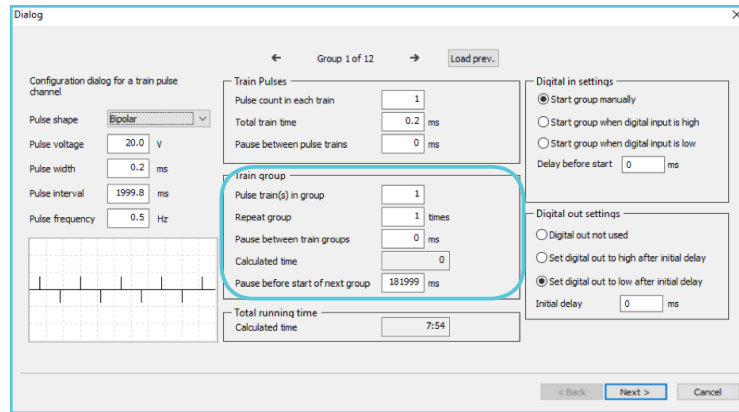 Dialog
← Group 1 of 12 → Load prev.
Configuration dialog for a train pulse
channel
Pulse shape Bipolar
Pulse voltage 20.0 V
Pulse width 0.2 ms
Pulse interval 1999.8 ms
Pulse frequency 0.5 Hz
Train Pulses
Pulse count in each train 1
Total train time 0.2 ms
Pause between pulse trains 0 ms
Train group
Pulse train(s) in group 1
Repeat group 1 times
Pause between train groups 0 ms
Calculated time 0
Pause before start of next group 181999 ms
Total running time
Calculated time 7:54
Digital in settings
Start group manually
Start group when digital input is high
Start group when digital input is low
Delay before start 0 ms
Digital out settings
Digital out not used
Set digital out to high after initial delay
Set digital out to low after initial delay
Initial delay 0 ms
< Back Next > Cancel